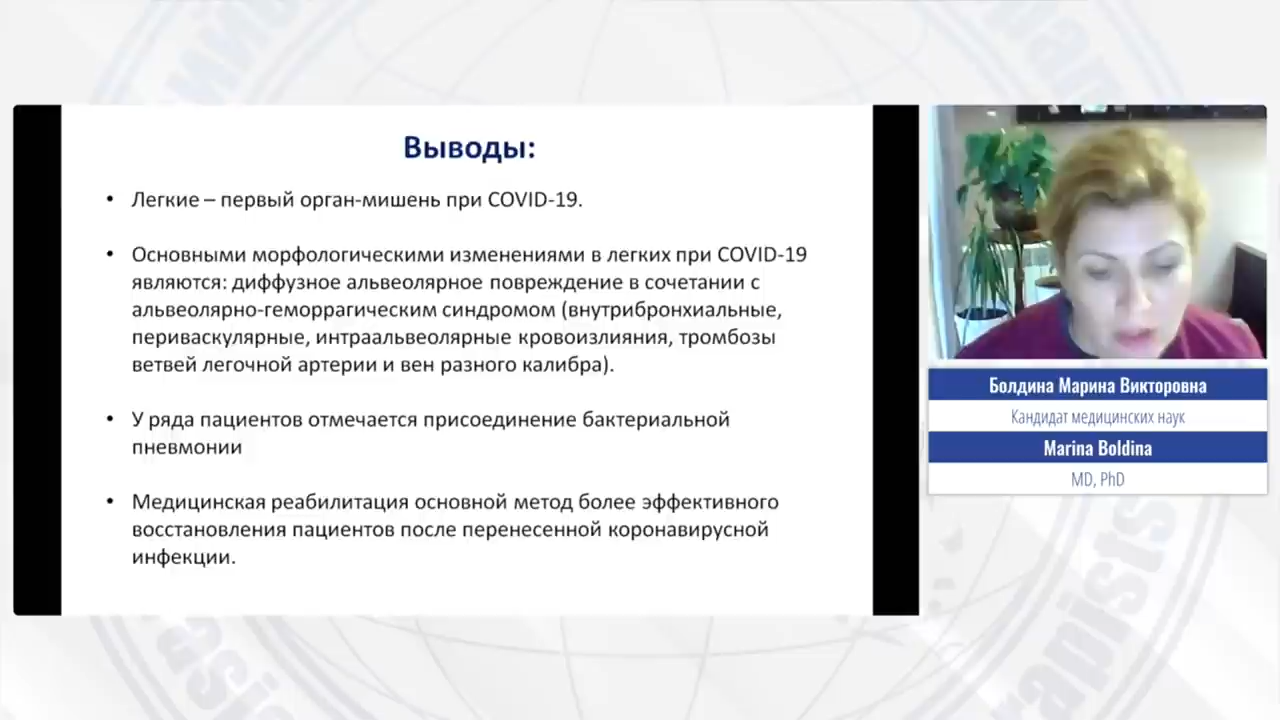 Выводы:
• Легкие – первый орган-мишень при COVID-19.
• Основными морфологическими изменениями в легких при COVID-19
являются: диффузное альвеолярное повреждение в сочетании с
альвеолярно-геморрагическим синдромом (внутрибронхиальные,
периваскулярные, интраальвеолярные кровоизлияния, тромбозы
ветвей легочной артерии и вен разного калибра).
• У ряда пациентов отмечается присоединение бактериальной
пневмонии
• Медицинская реабилитация основной метод более эффективного
восстановления пациентов после перенесенной коронавирусной
инфекции.
Болдина Марина Викторовна
Кандидат медицинских наук
Marina Boldina
MD, PhD